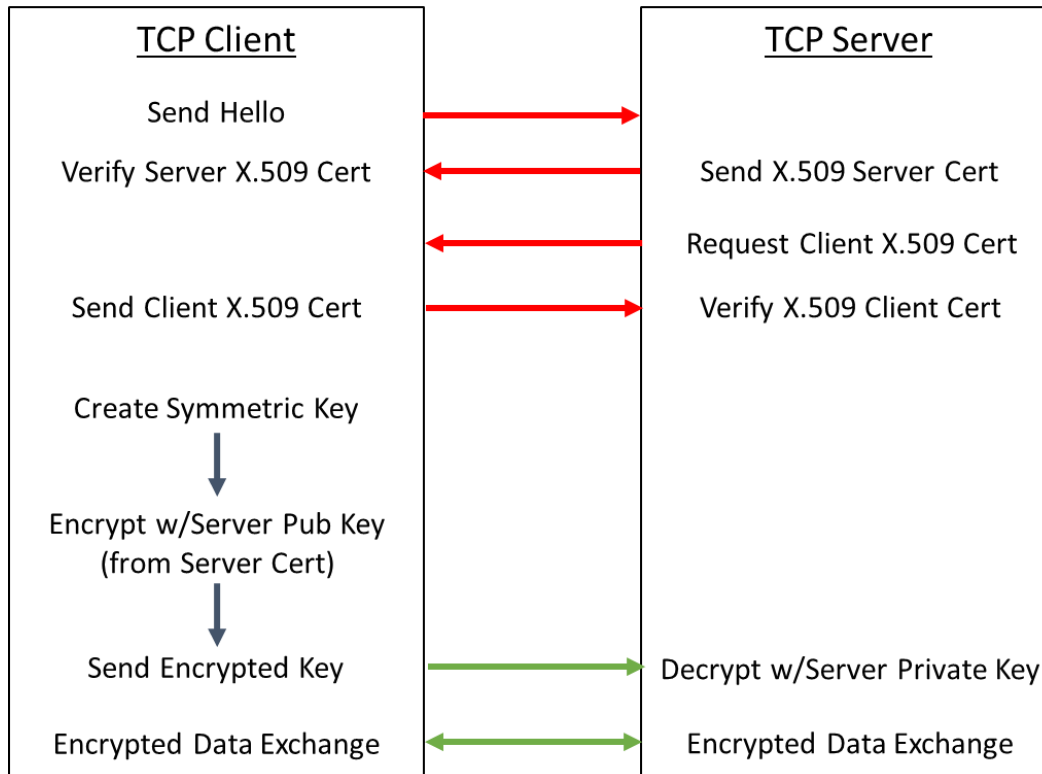 TCP Client
TCP Server
Send Hello
Verify Server X.509 Cert
Send X.509 Server Cert
Request Client X.509 Cert
Send Client X.509 Cert
Verify X.509 Client Cert
Create Symmetric Key
Encrypt w/Server Pub Key
(from Server Cert)
Send Encrypted Key
Decrypt w/Server Private Key
Encrypted Data Exchange
Encrypted Data Exchange